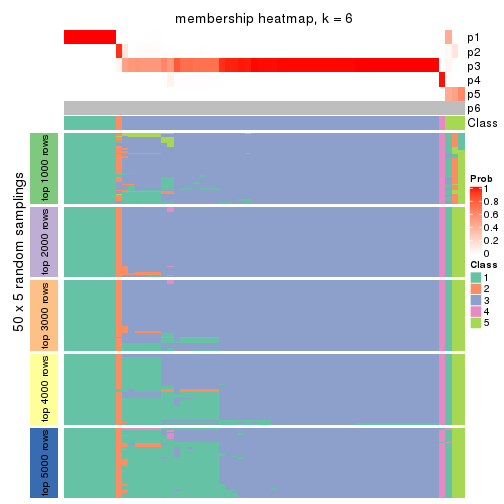 membership heatmap, k = 6
p1
p2
p3
p4
p5
p6
Class
50 x 5 random samplings
top 1000 rows
top 2000 rows
top 3000 rows
top 4000 rows
top 5000 rows
Prob
1
0.8
0.6
0.4
0.2
0
Class
1
2
3
4
5